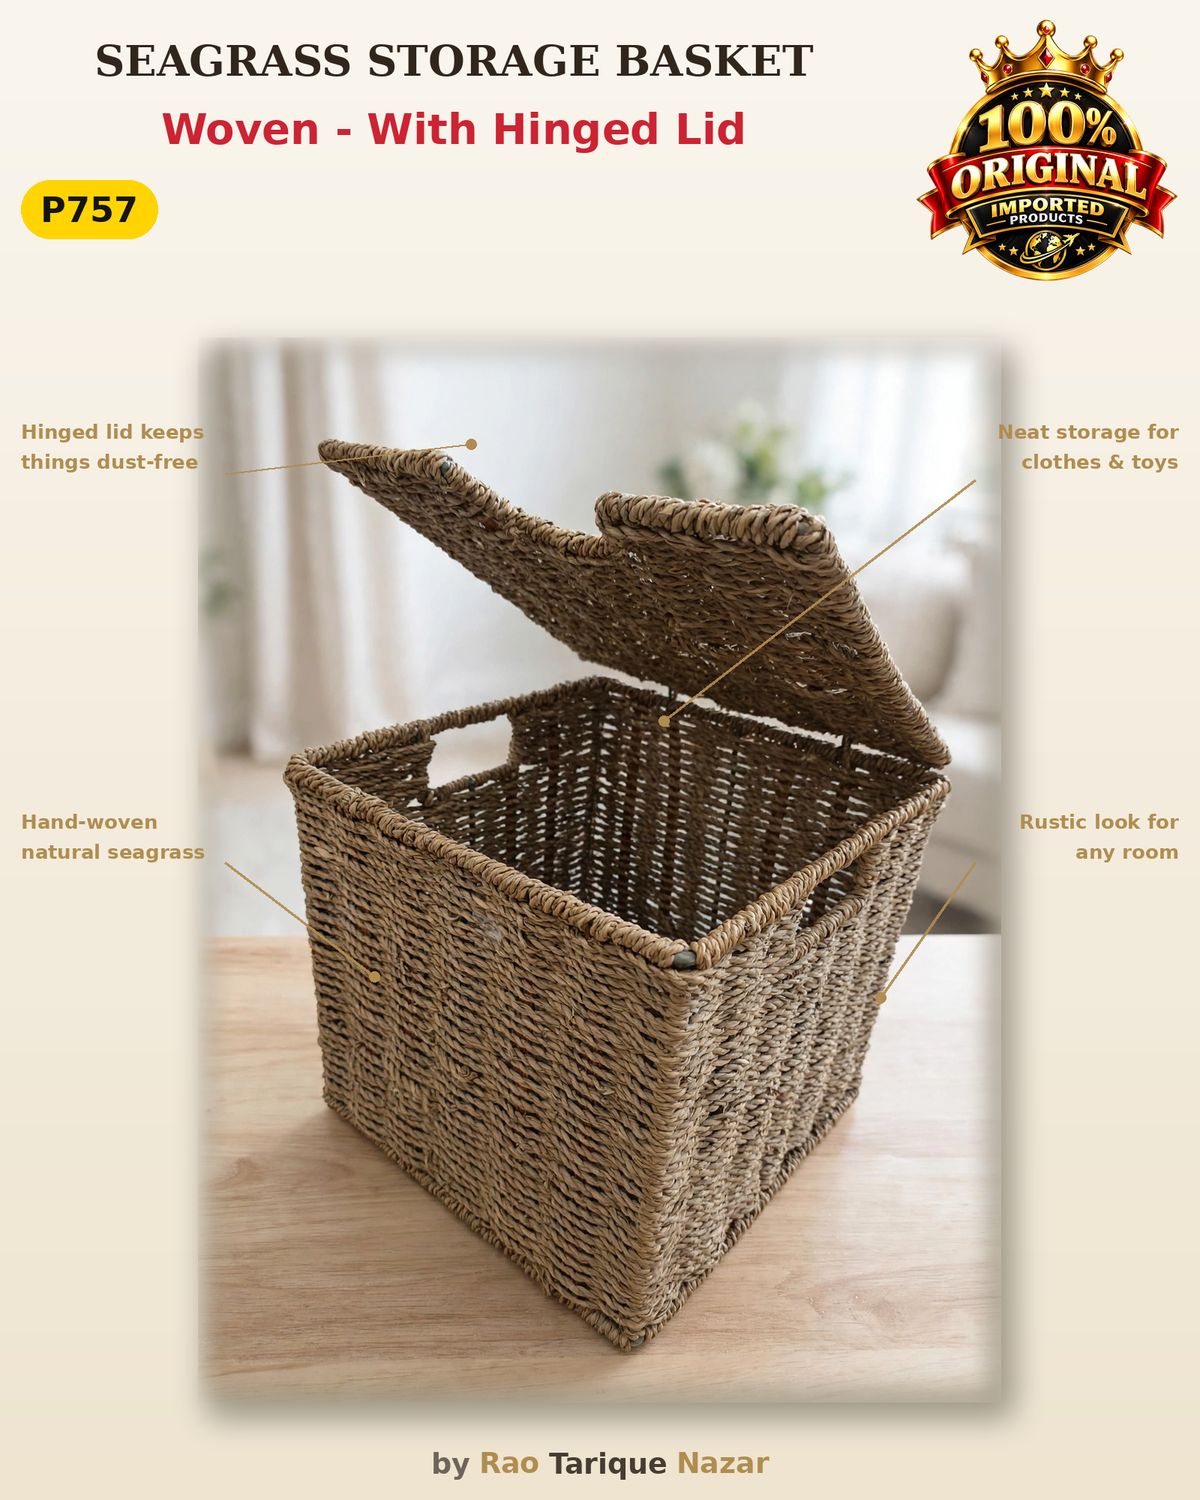 SEAGRASS STORAGE BASKET
Woven - With Hinged Lid
P757
100%
ORIGINAL
IMPORTED
PRODUCTS
Hinged lid keeps
things dust-free
Neat storage for
clothes & toys
Hand-woven
natural seagrass
Rustic look for
any room
by Rao Tarique Nazar